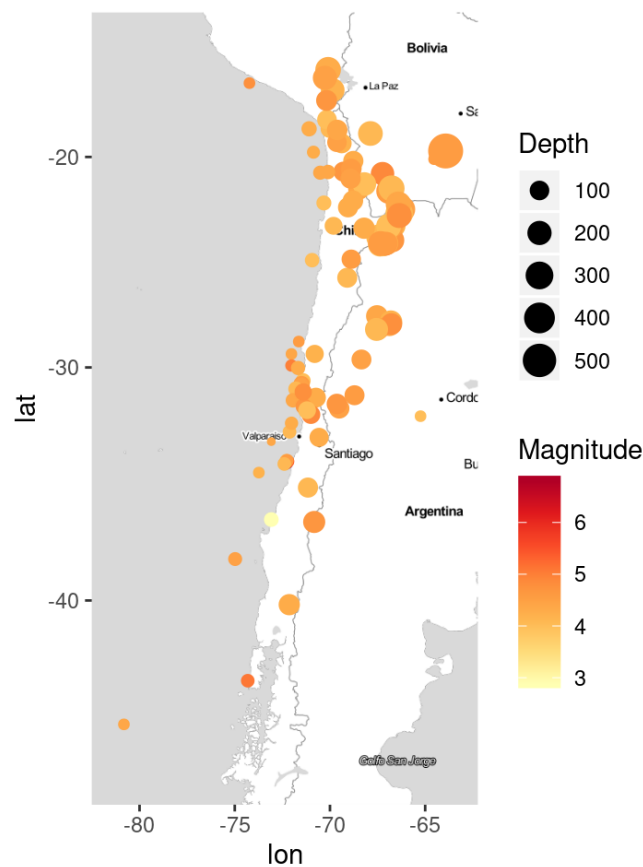 Bolivia
La Paz
Sa
Chi
Cordo
Valparaiso
Santiago
Bu
Argentina
Golfo San Jorge
-20
-30
-40
lat
-80
-75
-70
-65
lon
Depth
100
200
300
400
500
Magnitude
6
5
4
3